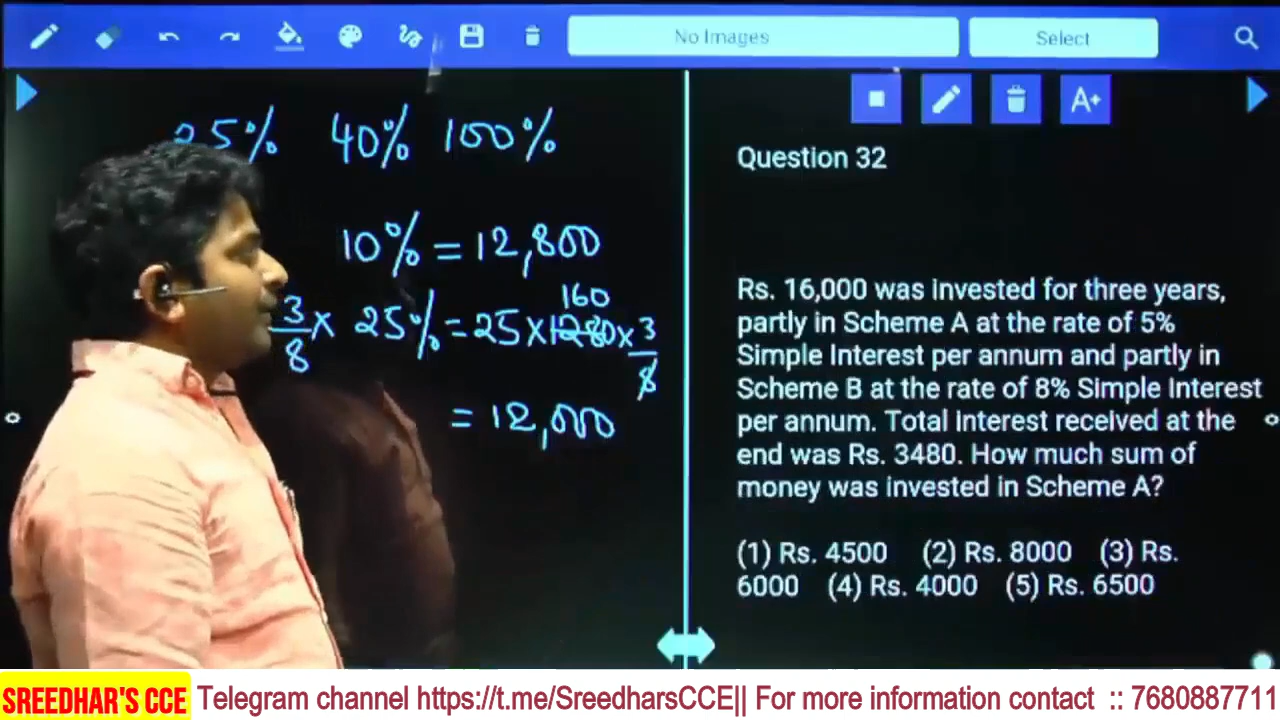 No Images
Select
A+
25% 40% 100%
10% = 12,800
160
3/8 x 25% = 25 x 1280 x 3/8
= 12,000
Question 32
Rs. 16,000 was invested for three years,
partly in Scheme A at the rate of 5%
Simple Interest per annum and partly in
Scheme B at the rate of 8% Simple Interest
per annum. Total interest received at the
end was Rs. 3480. How much sum of
money was invested in Scheme A?
(1) Rs. 4500 (2) Rs. 8000 (3) Rs.
6000 (4) Rs. 4000 (5) Rs. 6500
SREEDHAR'S CCE Telegram channel https://t.me/SreedharsCCE|| For more information contact :: 7680887711